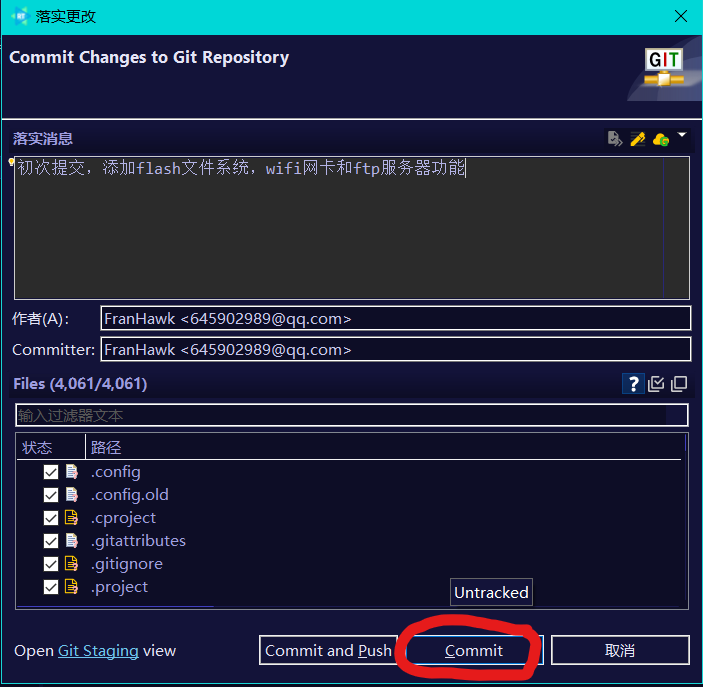 落实更改
Commit Changes to Git Repository
GIT
落实消息
初次提交，添加flash文件系统，wifi网卡和ftp服务器功能
作者(A):
FranHawk <645902989@qq.com>
Committer:
FranHawk <645902989@qq.com>
Files (4,061/4,061)
输入过滤器文本
状态 路径
.config
.config.old
.cproject
.gitattributes
.gitignore
.project
Untracked
Open Git Staging view
Commit and Push
Commit
取消